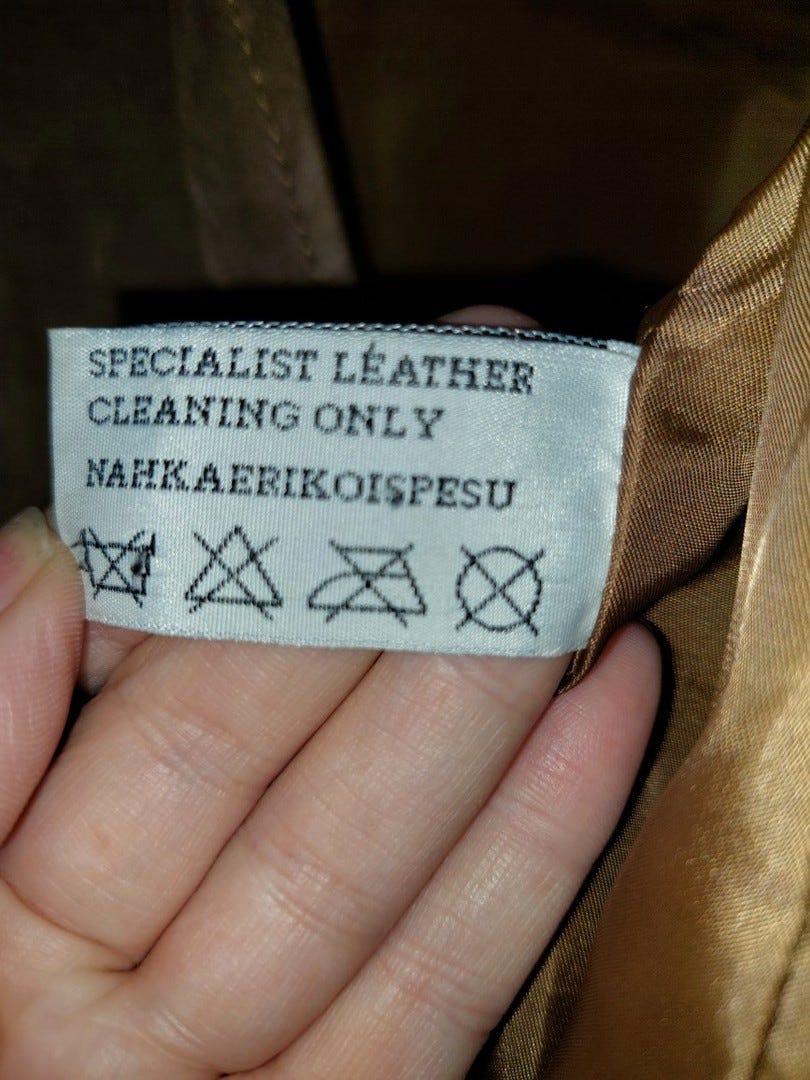 SPECIALIST LEATHER
CLEANING ONLY
NAHKAERIKOISPESU